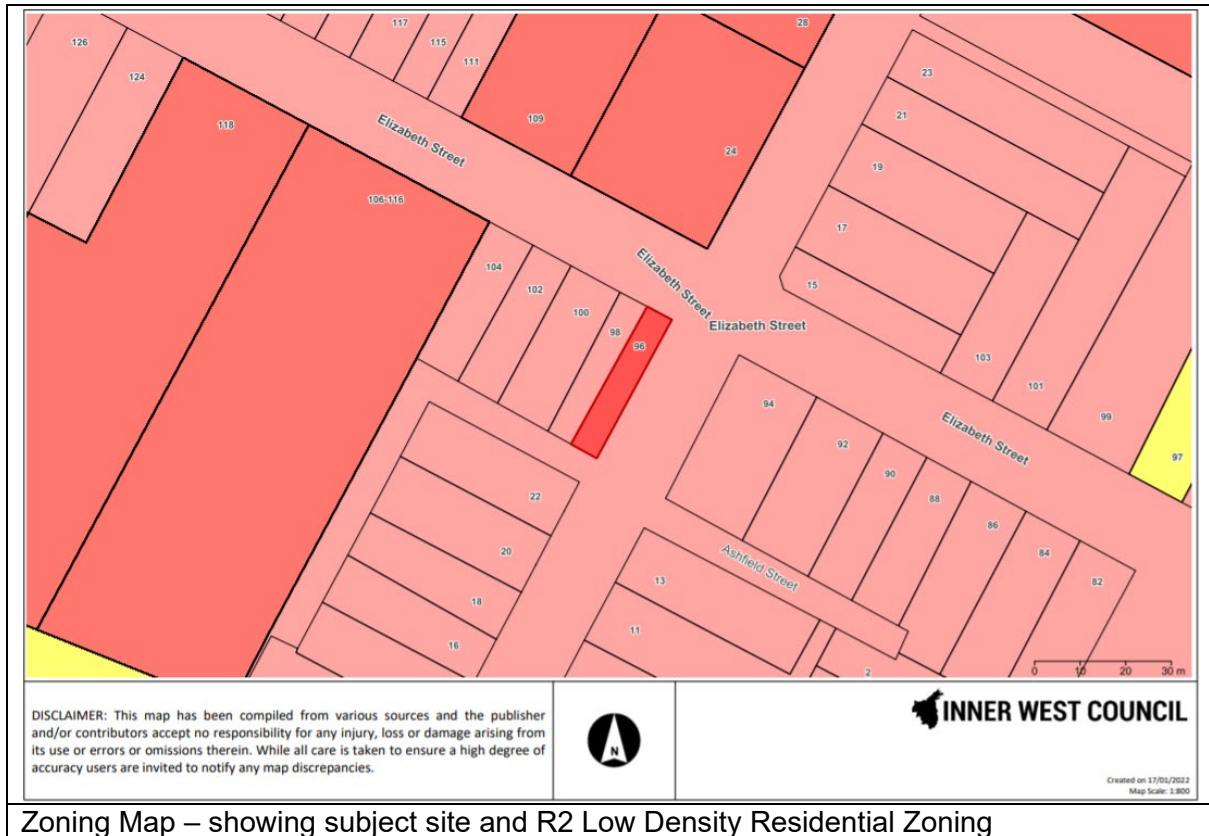 126
124
118
117
115
111
109
28
24
Elizabeth Street
106-116
104
102
100
98
96
Elizabeth Street
Elizabeth Street
23
21
19
17
15
103
101
99
97
Elizabeth Street
94
92
90
88
86
84
82
Ashfield Street
22
20
18
16
13
11
2
0 10 20 30 m
DISCLAIMER: This map has been compiled from various sources and the publisher
and/or contributors accept no responsibility for any injury, loss or damage arising from
its use or errors or omissions therein. While all care is taken to ensure a high degree of
accuracy users are invited to notify any map discrepancies.
N
INNER WEST COUNCIL
Created on 17/01/2022
Map Scale: 1:800
Zoning Map – showing subject site and R2 Low Density Residential Zoning